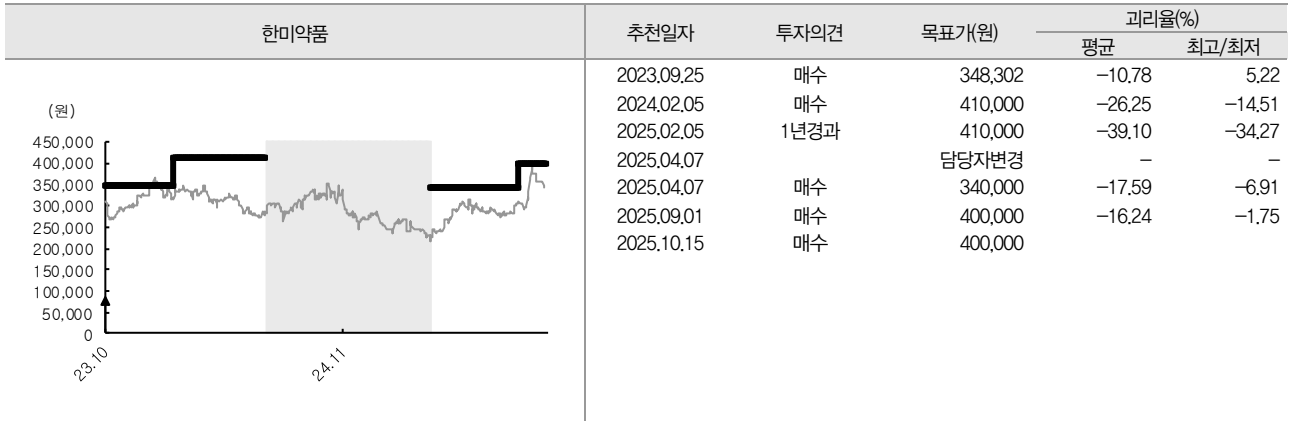 한미약품
(원)
450,000
400,000
350,000
300,000
250,000
200,000
150,000
100,000
50,000
0
23.10
24.11
추천일자 투자의견 목표가(원) 괴리율(%)
평균 최고/최저
2023.09.25 매수 348,302 -10.78 5.22
2024.02.05 매수 410,000 -26.25 -14.51
2025.02.05 1년경과 410,000 -39.10 -34.27
2025.04.07 담당자변경 - -
2025.04.07 매수 340,000 -17.59 -6.91
2025.09.01 매수 400,000 -16.24 -1.75
2025.10.15 매수 400,000